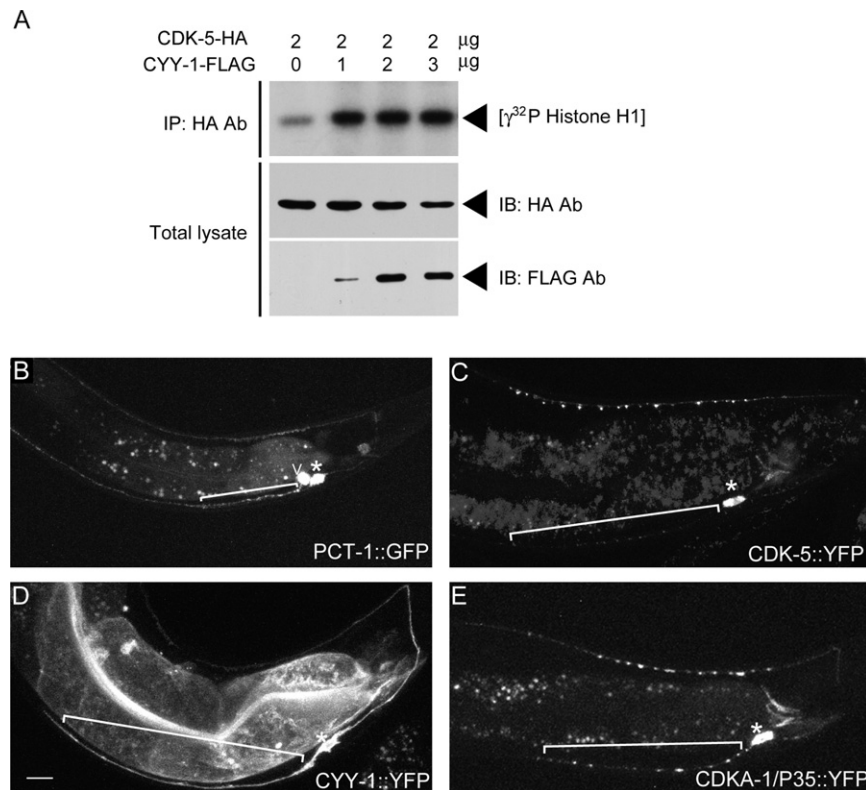 A
CDK-5-HA 2 2 2 2 μg
CYY-1-FLAG 0 1 2 3 μg
IP: HA Ab
[γ³²P Histone H1]
Total lysate
IB: HA Ab
IB: FLAG Ab
B
V
*
PCT-1::GFP
C
*
CDK-5::YFP
D
*
CYY-1::YFP
E
*
CDKA-1/P35::YFP